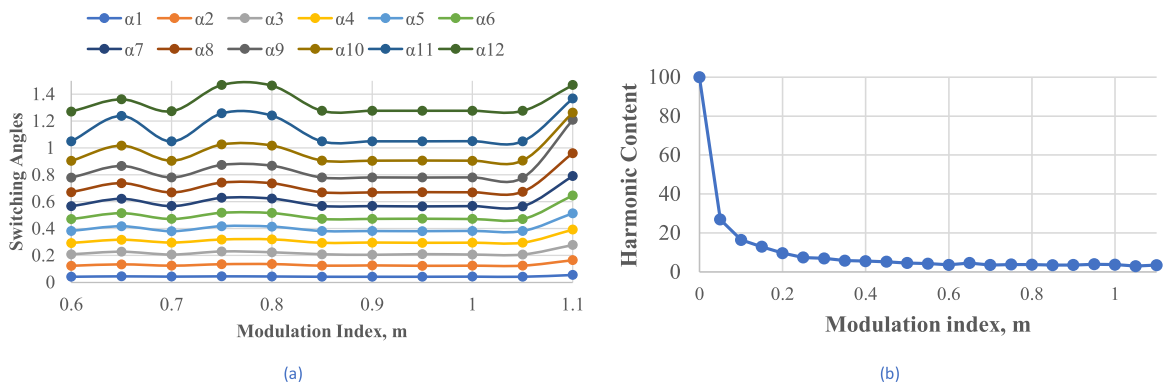 α1 α2 α3 α4 α5 α6
α7 α8 α9 α10 α11 α12
Switching Angles
1.4
1.2
1
0.8
0.6
0.4
0.2
0
0.6 0.7 0.8 0.9 1 1.1
Modulation Index, m
(a)
Harmonic Content
100
80
60
40
20
0
0 0.2 0.4 0.6 0.8 1
Modulation index, m
(b)